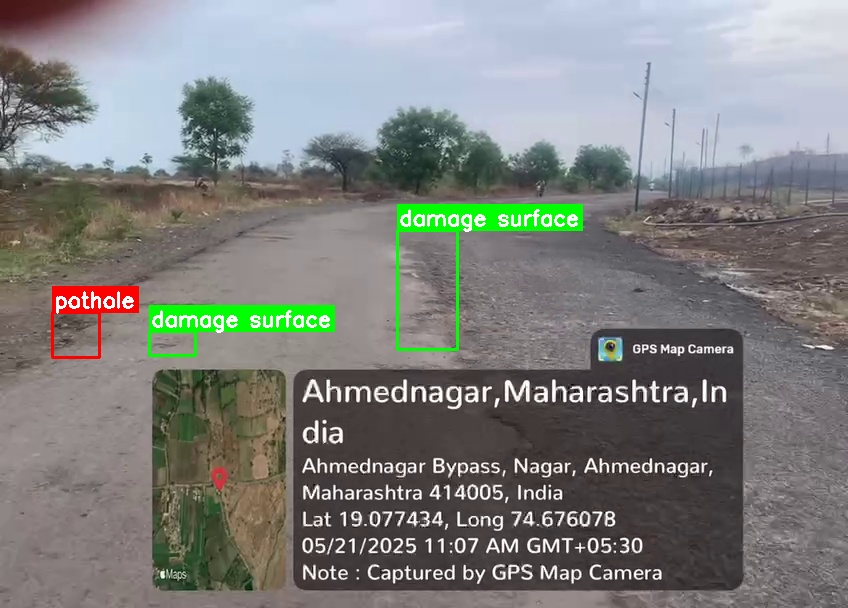 damage surface
pothole
damage surface
GPS Map Camera
Ahmednagar,Maharashtra,In
dia
Ahmednagar Bypass, Nagar, Ahmednagar,
Maharashtra 414005, India
Lat 19.077434, Long 74.676078
05/21/2025 11:07 AM GMT+05:30
Note : Captured by GPS Map Camera
Maps